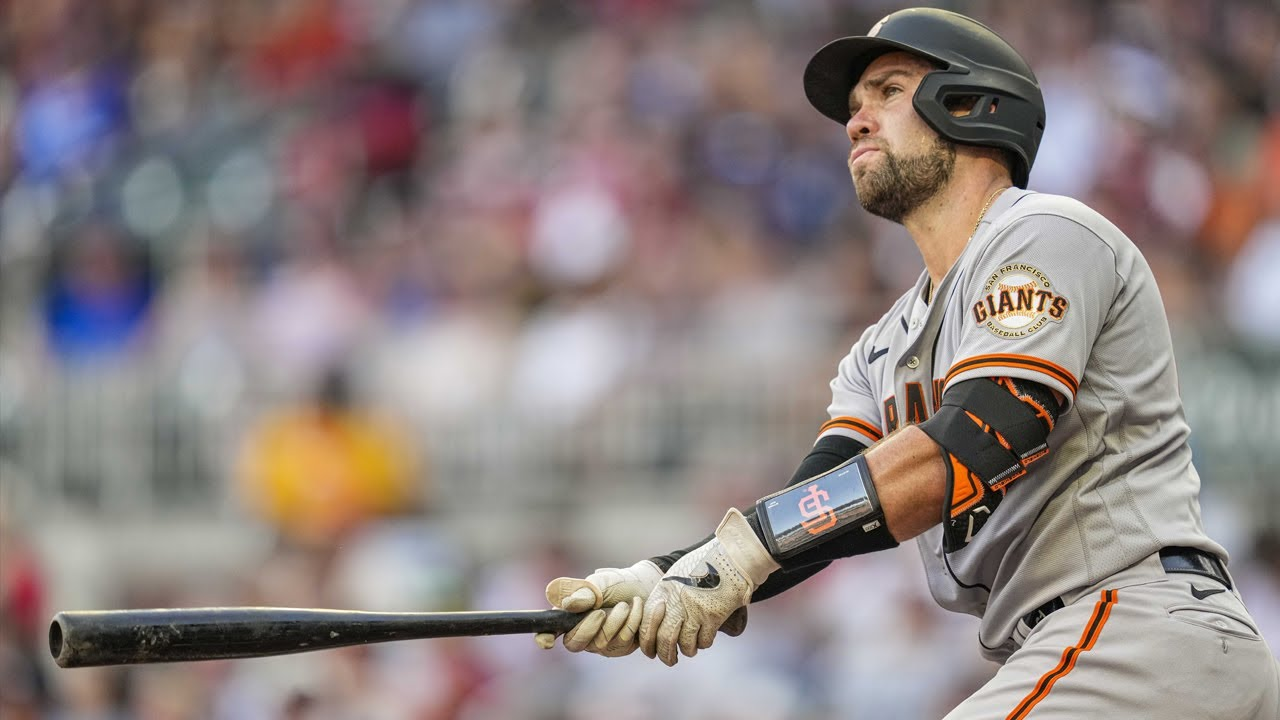 SAN FRANCISCO
GIANTS
BASEBALL CLUB
SF